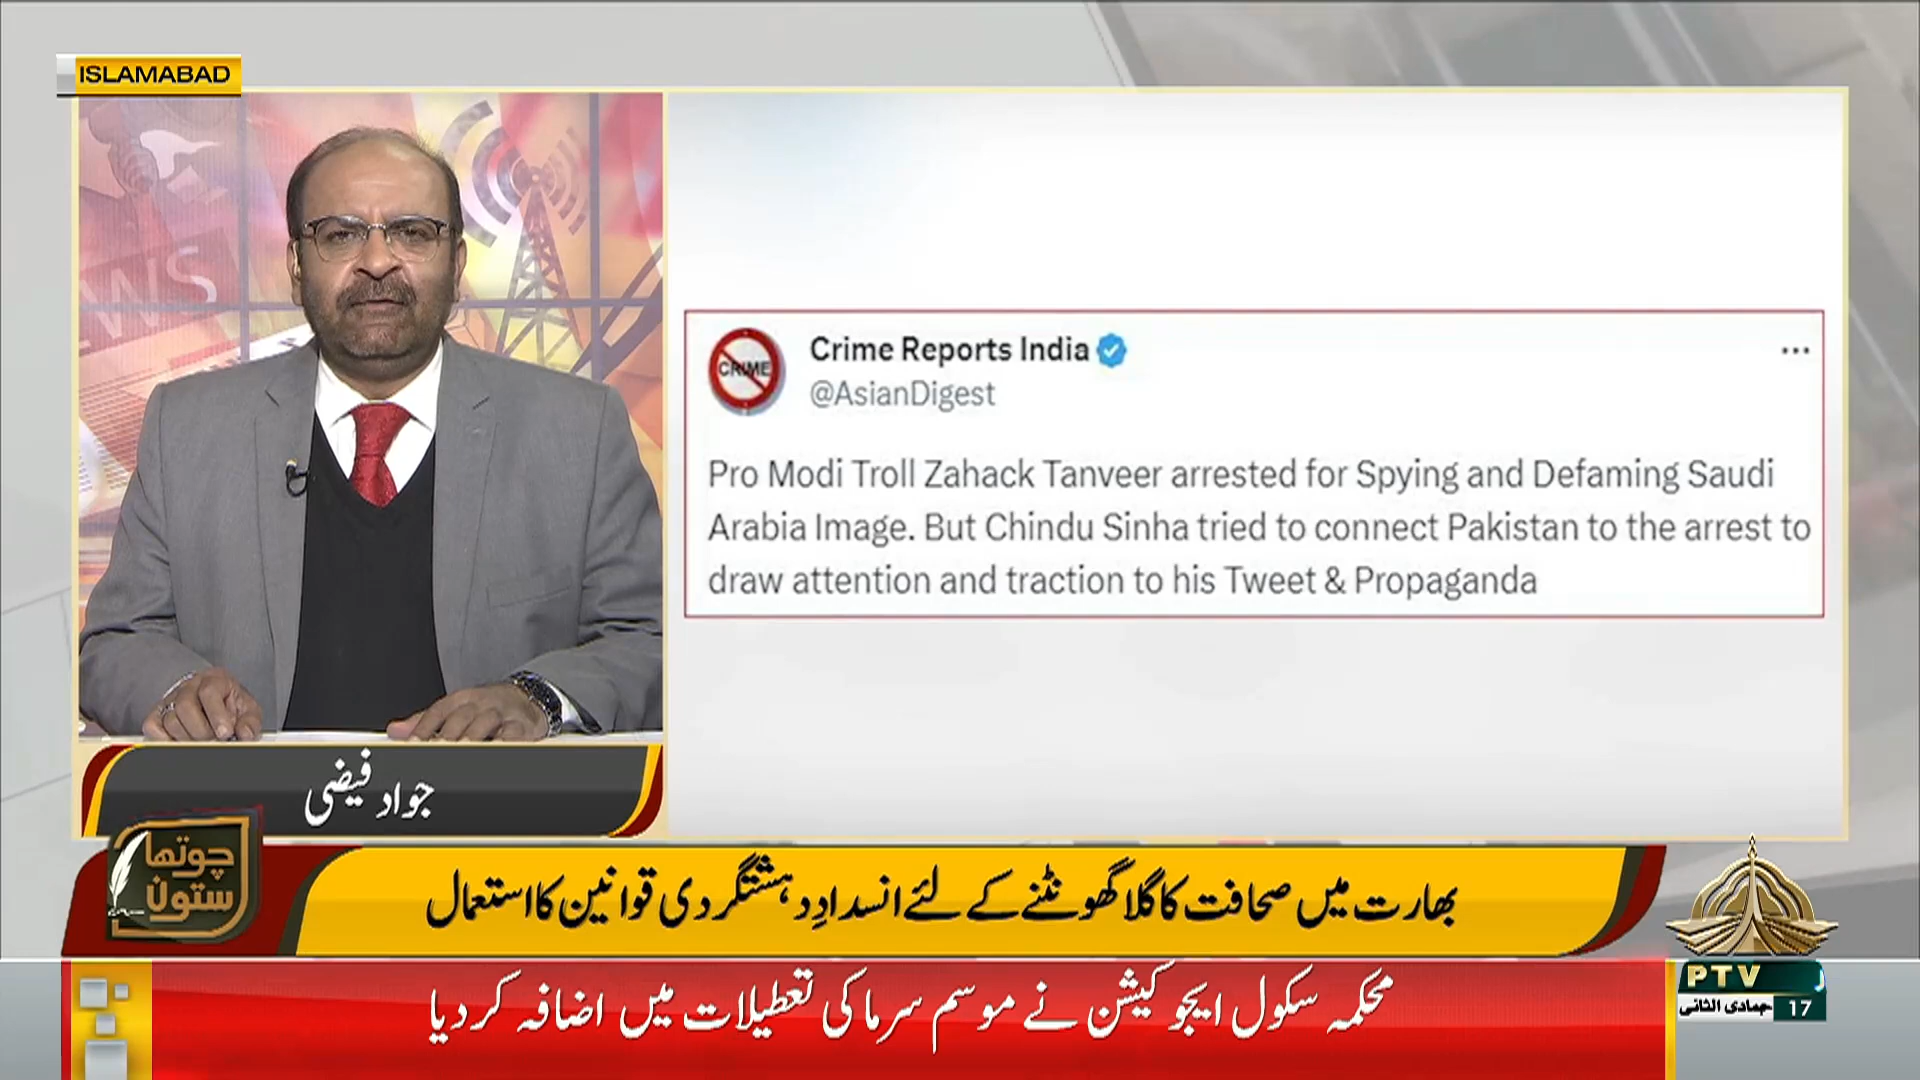 ISLAMABAD
NEWS
CRIME
Crime Reports India
@AsianDigest
Pro Modi Troll Zahack Tanveer arrested for Spying and Defaming Saudi
Arabia Image. But Chindu Sinha tried to connect Pakistan to the arrest to
draw attention and traction to his Tweet & Propaganda
جوادِ فیضی
چوتھا
ستون
بھارت میں صحافت کا گلا گھونٹنے کے لئے انسدادِ دہشتگردی قوانین کا استعمال
محکمہ سکول ایجوکیشن نے موسم سرما کی تعطیلات میں اضافہ کر دیا
PTV
17 جمادی الثانی